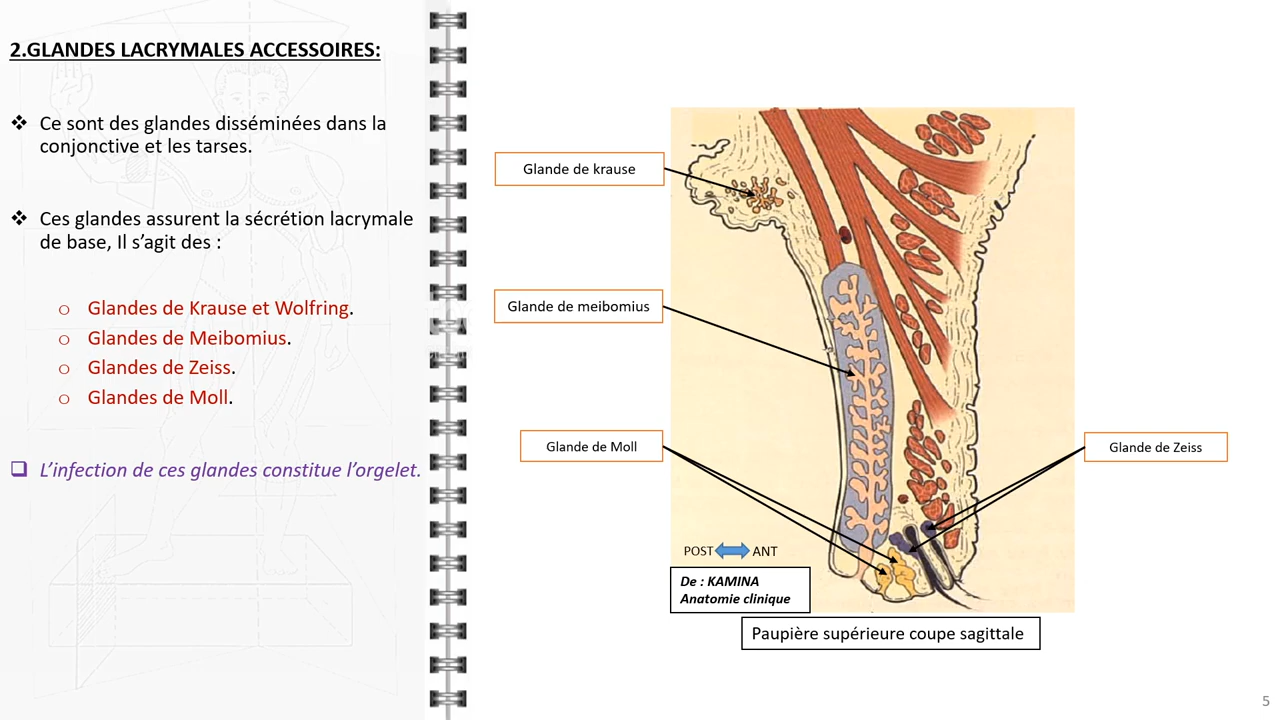 2.GLANDES LACRYMALES ACCESSOIRES:
❖ Ce sont des glandes disséminées dans la
conjonctive et les tarses.
❖ Ces glandes assurent la sécrétion lacrymale
de base, Il s’agit des :
o Glandes de Krause et Wolfring.
o Glandes de Meibomius.
o Glandes de Zeiss.
o Glandes de Moll.
❑ L’infection de ces glandes constitue l’orgelet.
Glande de krause
Glande de meibomius
Glande de Moll
Glande de Zeiss
POST ANT
De : KAMINA
Anatomie clinique
Paupière supérieure coupe sagittale
5